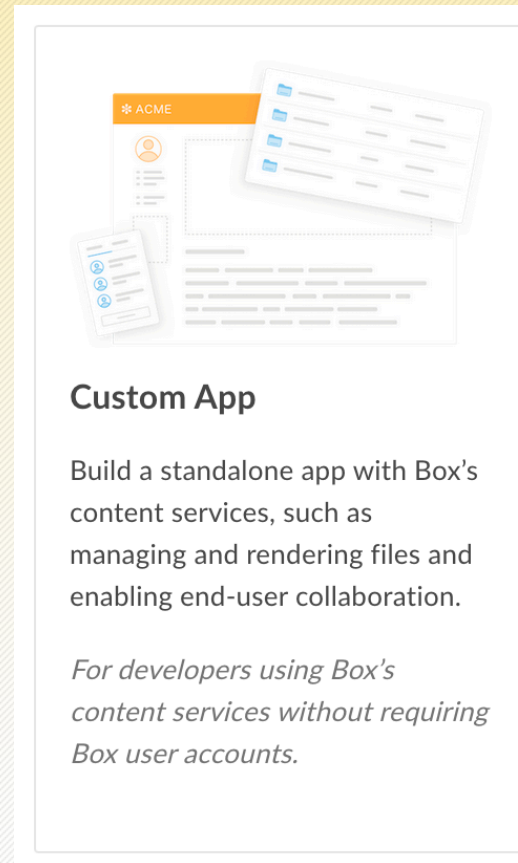 ✻ ACME
Custom App
Build a standalone app with Box’s
content services, such as
managing and rendering files and
enabling end-user collaboration.
For developers using Box’s
content services without requiring
Box user accounts.